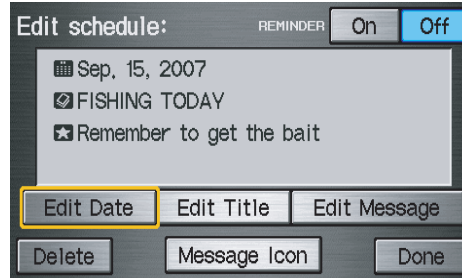 Edit schedule: REMINDER On Off
Sep, 15, 2007
FISHING TODAY
Remember to get the bait
Edit Date Edit Title Edit Message
Delete Message Icon Done